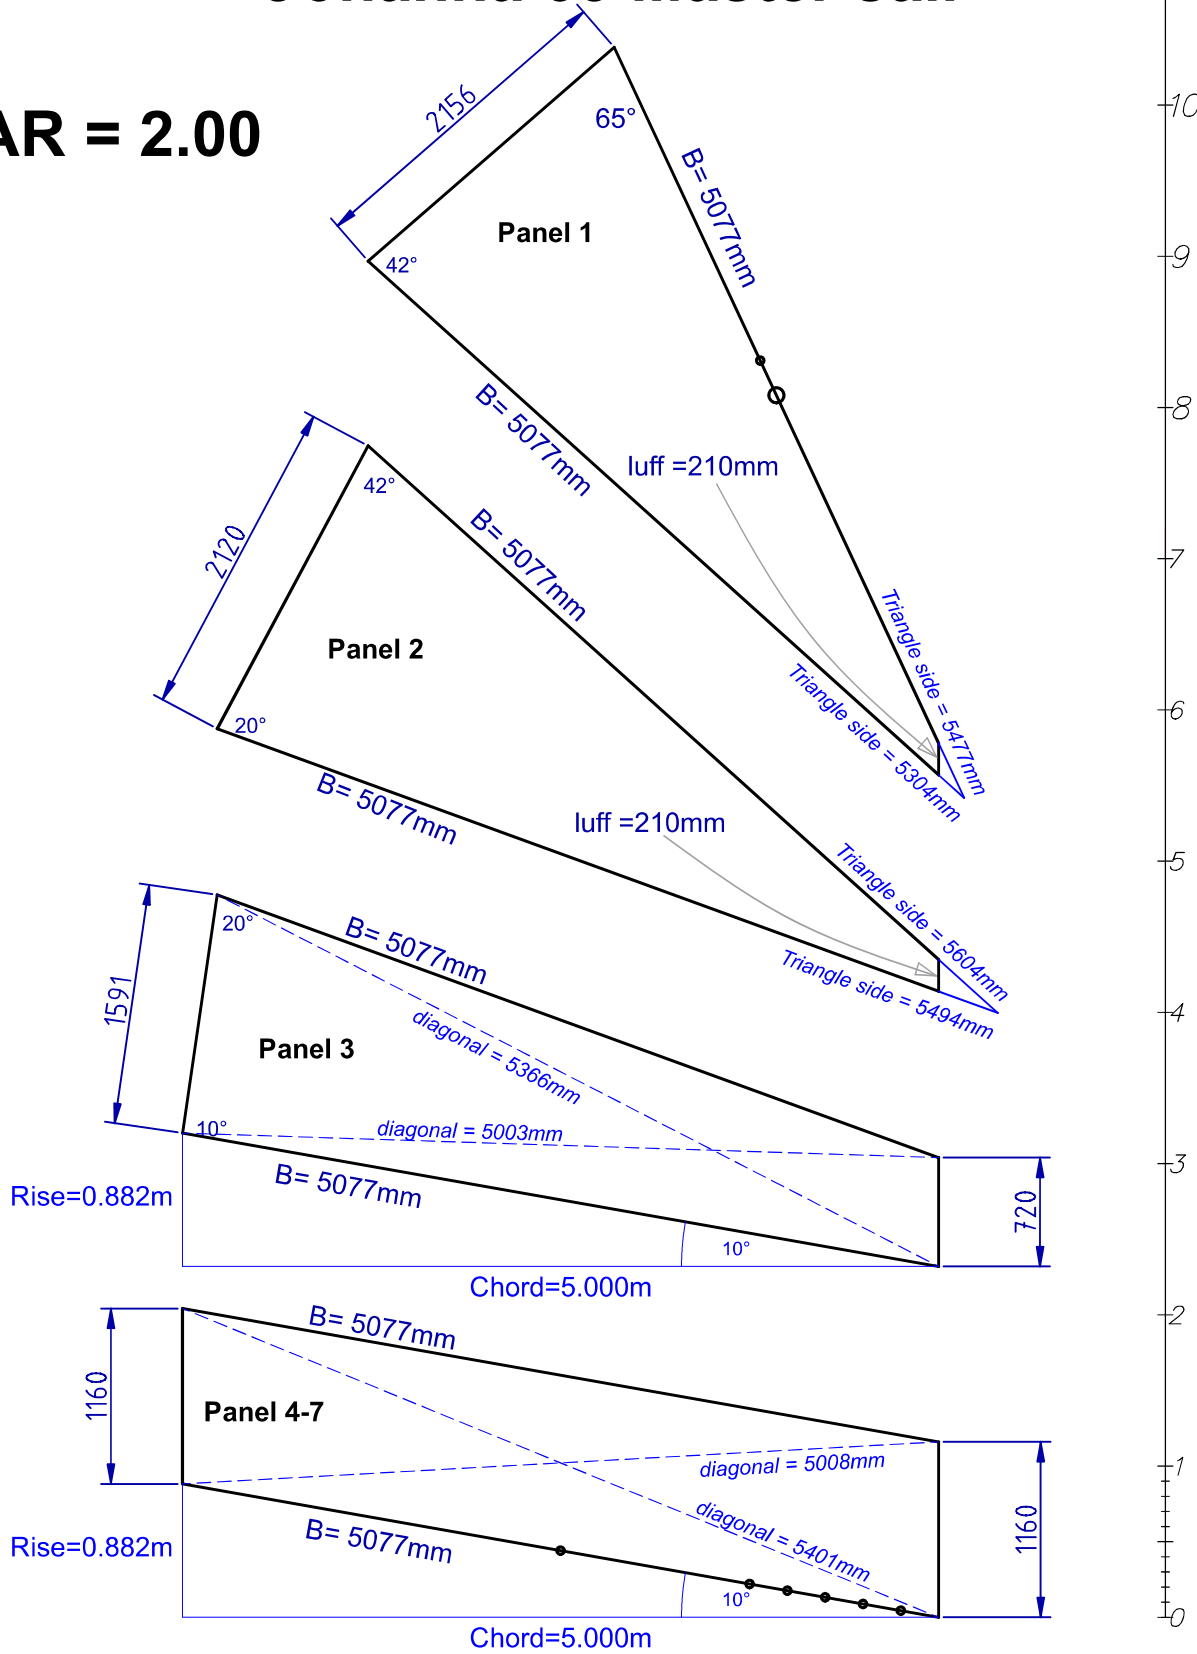 AR = 2.00
2156
65°
B= 5077mm
Panel 1
42°
B= 5077mm
luff =210mm
Triangle side = 5477mm
Triangle side = 5304mm
2120
42°
B= 5077mm
Panel 2
20°
B= 5077mm
luff =210mm
Triangle side = 5604mm
Triangle side = 5494mm
1591
20°
B= 5077mm
Panel 3
diagonal = 5366mm
10°
diagonal = 5003mm
B= 5077mm
Rise=0.882m
10°
720
Chord=5.000m
B= 5077mm
1160
Panel 4-7
diagonal = 5008mm
diagonal = 5401mm
B= 5077mm
Rise=0.882m
10°
1160
Chord=5.000m
10
9
8
7
6
5
4
3
2
1
0